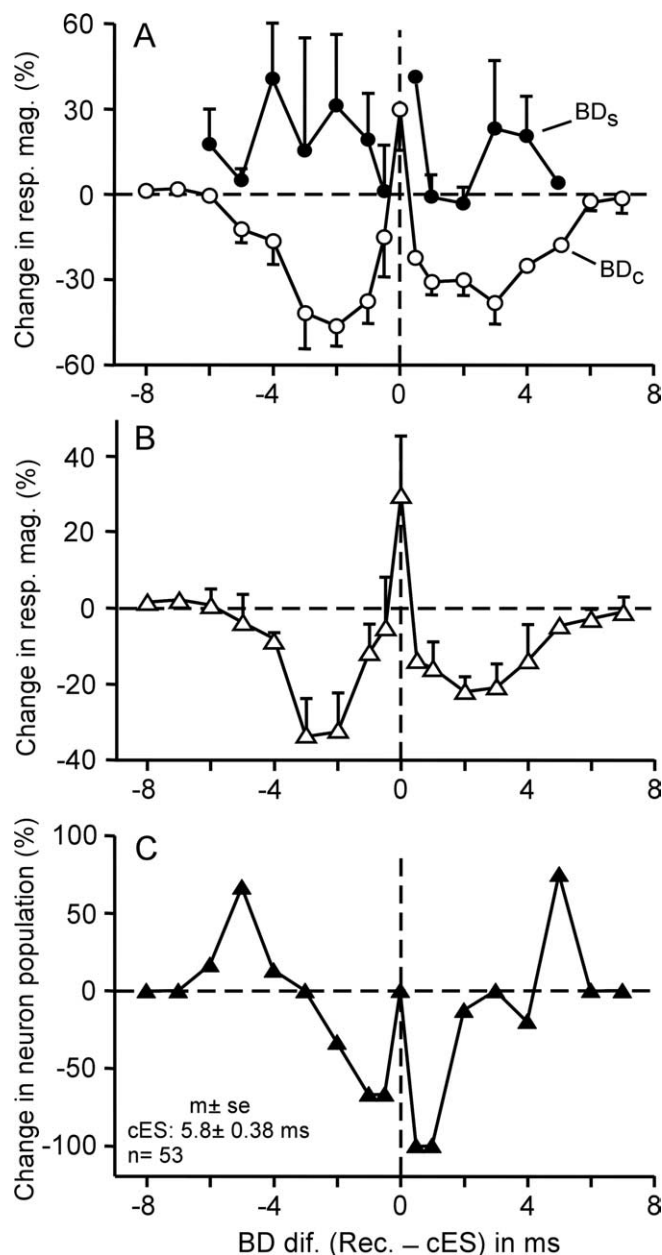 A
Change in resp. mag. (%)
60
30
0
-30
-60
BDs
BDc
-8
-4
0
4
8
B
Change in resp. mag. (%)
40
20
0
-20
-40
-8
-4
0
4
8
C
Change in neuron population (%)
100
50
0
-50
-100
m± se
cES: 5.8± 0.38 ms
n= 53
-8
-4
0
4
8
BD dif. (Rec. – cES) in ms